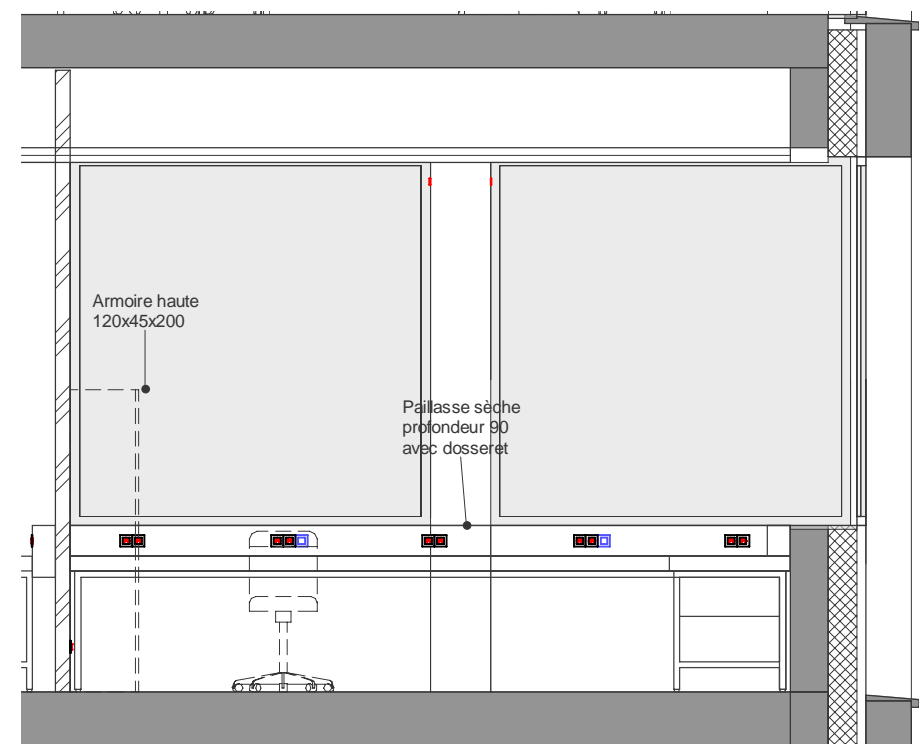 Armoire haute
120x45x200
Paillasse sèche
profondeur 90
avec dosseret